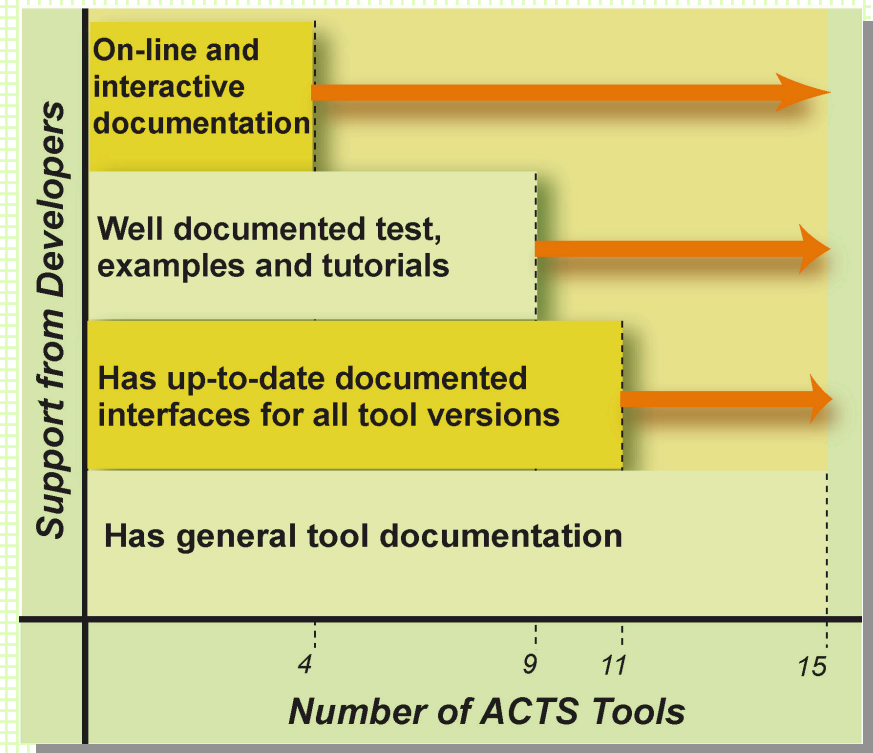 On-line and
interactive
documentation
Well documented test,
examples and tutorials
Has up-to-date documented
interfaces for all tool versions
Has general tool documentation
Support from Developers
4
9
11
15
Number of ACTS Tools